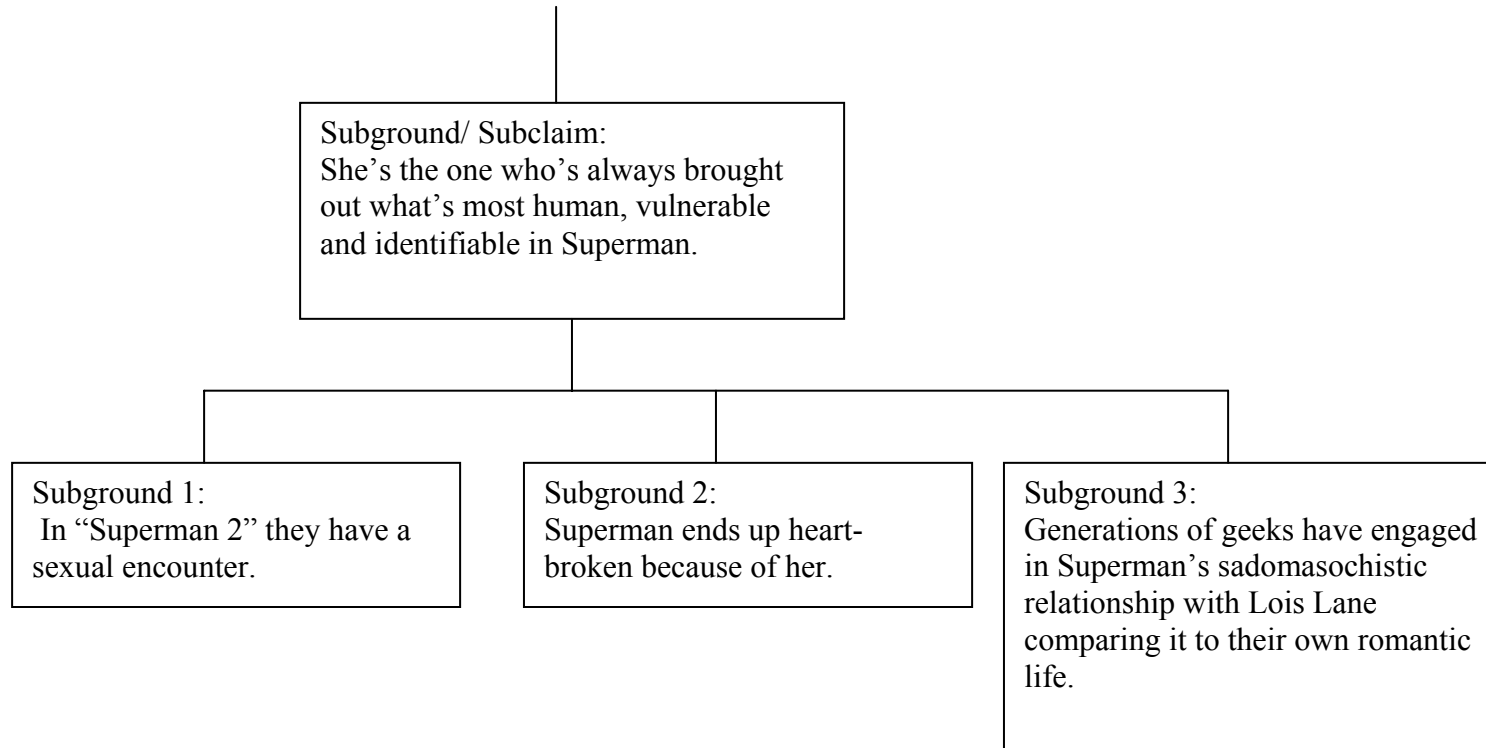 Subground/ Subclaim:
She’s the one who’s always brought
out what’s most human, vulnerable
and identifiable in Superman.
Subground 1:
In “Superman 2” they have a
sexual encounter.
Subground 2:
Superman ends up heart-
broken because of her.
Subground 3:
Generations of geeks have engaged
in Superman’s sadomasochistic
relationship with Lois Lane
comparing it to their own romantic
life.